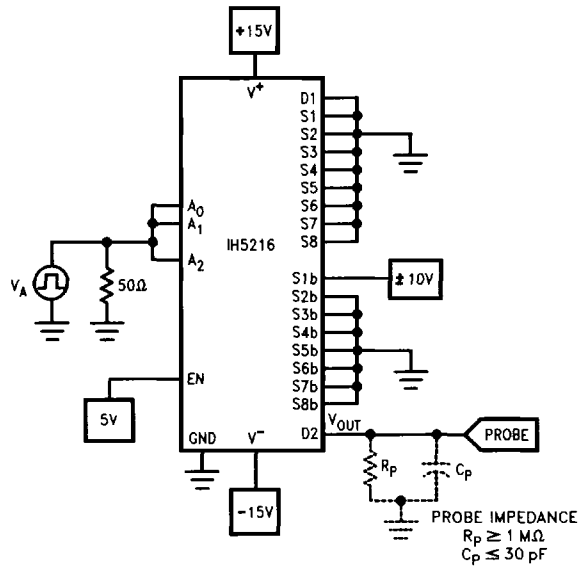 +15V
V+
D1
S1
S2
S3
S4
S5
S6
S7
S8
A0
A1
A2
IH5216
VA
50Ω
S1b
±10V
S2b
S3b
S4b
S5b
S6b
S7b
S8b
EN
5V
GND
V-
D2
VOUT
PROBE
RP
CP
-15V
PROBE IMPEDANCE
RP ≥ 1 MΩ
CP ≤ 30 pF